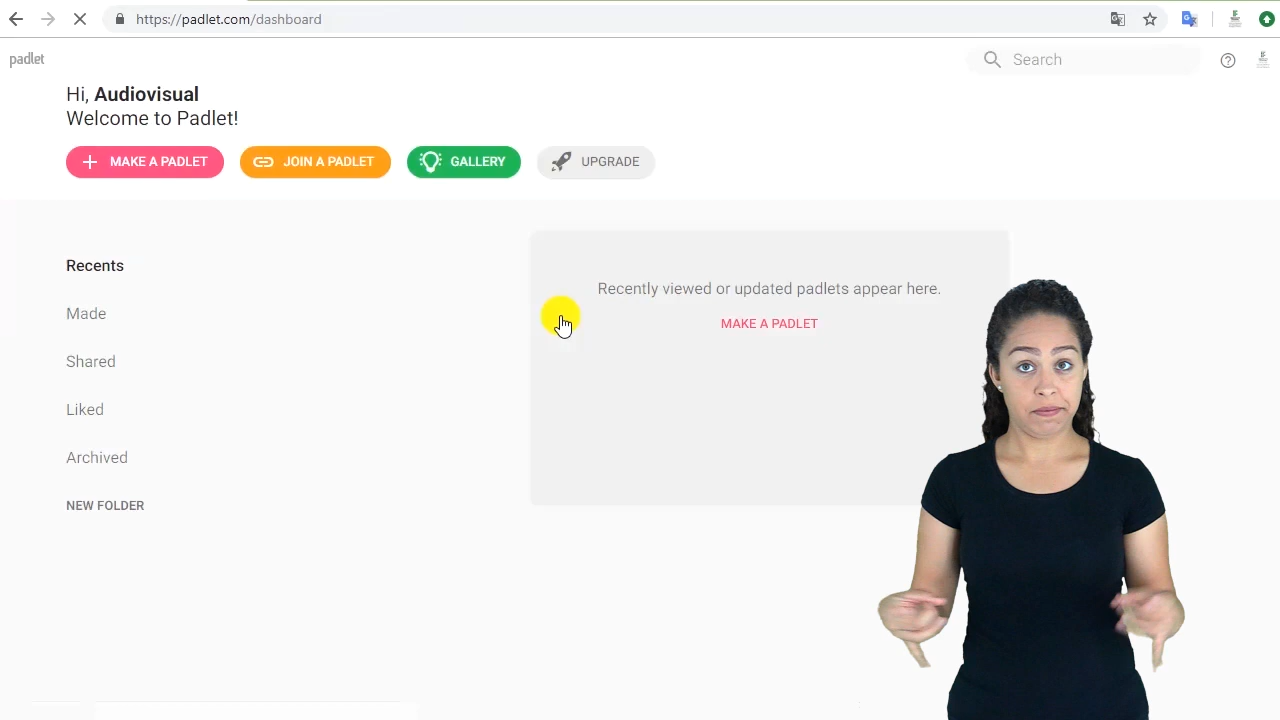 https://padlet.com/dashboard
padlet
Search
Hi, Audiovisual
Welcome to Padlet!
MAKE A PADLET
JOIN A PADLET
GALLERY
UPGRADE
Recents
Made
Shared
Liked
Archived
NEW FOLDER
Recently viewed or updated padlets appear here.
MAKE A PADLET